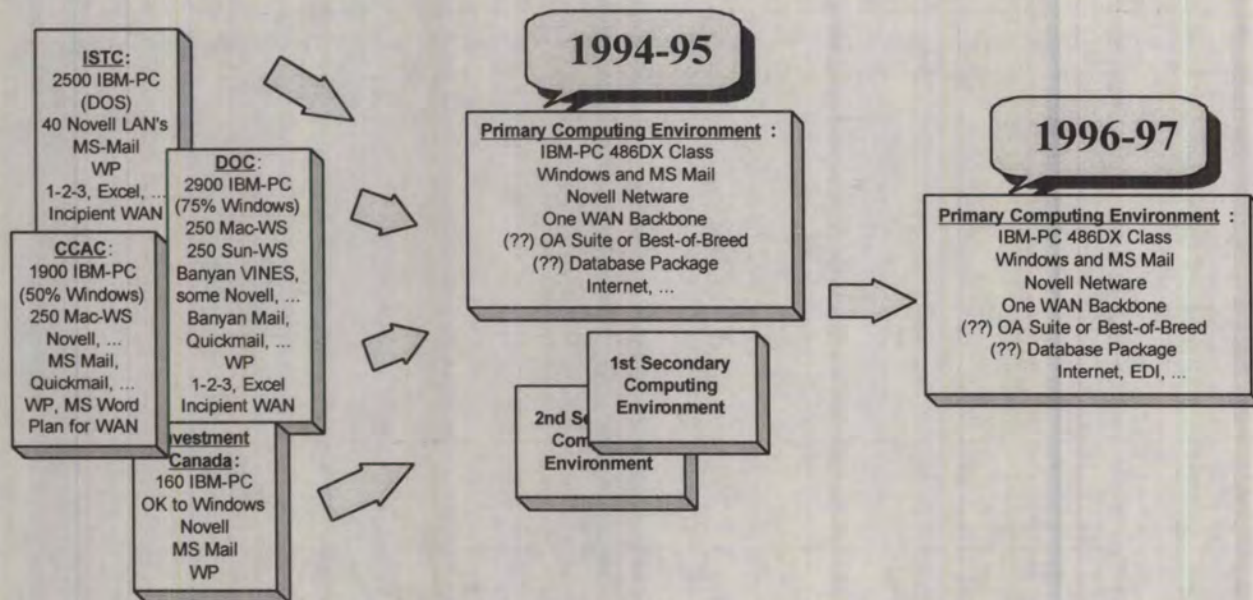 ISTC:
2500 IBM-PC
(DOS)
40 Novell LAN's
MS-Mail
WP
1-2-3, Excel, ...
Incipient WAN
DOC:
2900 IBM-PC
(75% Windows)
250 Mac-WS
250 Sun-WS
Banyan VINES,
some Novell, ...
Banyan Mail,
Quickmail, ...
WP
1-2-3, Excel
Incipient WAN
CCAC:
1900 IBM-PC
(50% Windows)
250 Mac-WS
Novell, ...
MS Mail,
Quickmail, ...
WP, MS Word
Plan for WAN
Canada:
160 IBM-PC
OK to Windows
Novell
MS Mail
WP
1994-95
Primary Computing Environment :
IBM-PC 486DX Class
Windows and MS Mail
Novell Netware
One WAN Backbone
(??) OA Suite or Best-of-Breed
(??) Database Package
Internet, ...
1st Secondary
Computing
Environment
2nd
Environment
1996-97
Primary Computing Environment :
IBM-PC 486DX Class
Windows and MS Mail
Novell Netware
One WAN Backbone
(??) OA Suite or Best-of-Breed
(??) Database Package
Internet, EDI, ...